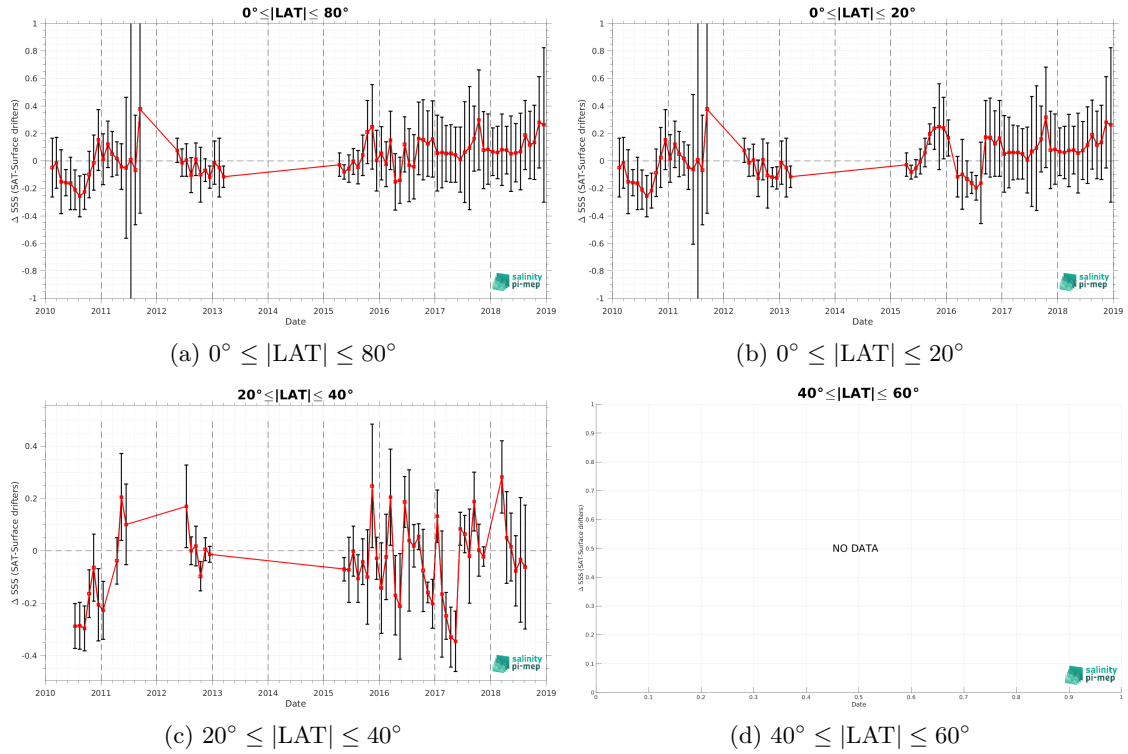 0°≤|LAT|≤ 80°
Δ SSS (SAT-Surface drifters)
1
0.8
0.6
0.4
0.2
0
-0.2
-0.4
-0.6
-0.8
-1
2010 2011 2012 2013 2014 2015 2016 2017 2018 2019
Date
salinity
pi-mep
(a) 0° ≤ |LAT| ≤ 80°
0°≤|LAT|≤ 20°
Δ SSS (SAT-Surface drifters)
1
0.8
0.6
0.4
0.2
0
-0.2
-0.4
-0.6
-0.8
-1
2010 2011 2012 2013 2014 2015 2016 2017 2018 2019
Date
salinity
pi-mep
(b) 0° ≤ |LAT| ≤ 20°
20°≤|LAT|≤ 40°
Δ SSS (SAT-Surface drifters)
0.4
0.2
0
-0.2
-0.4
2010 2011 2012 2013 2014 2015 2016 2017 2018 2019
Date
salinity
pi-mep
(c) 20° ≤ |LAT| ≤ 40°
40°≤|LAT|≤ 60°
Δ SSS (SAT-Surface drifters)
1
0.9
0.8
0.7
0.6
0.5
0.4
0.3
0.2
0.1
0
NO DATA
0 0.1 0.2 0.3 0.4 0.5 0.6 0.7 0.8 0.9 1
Date
salinity
pi-mep
(d) 40° ≤ |LAT| ≤ 60°